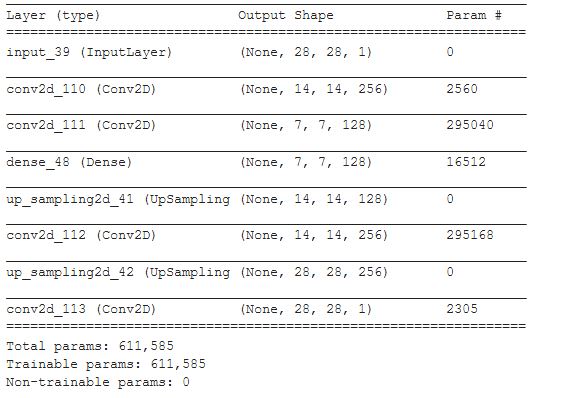 Layer (type) Output Shape Param #
=================================================================
input_39 (InputLayer) (None, 28, 28, 1) 0
conv2d_110 (Conv2D) (None, 14, 14, 256) 2560
conv2d_111 (Conv2D) (None, 7, 7, 128) 295040
dense_48 (Dense) (None, 7, 7, 128) 16512
up_sampling2d_41 (UpSampling (None, 14, 14, 128) 0
conv2d_112 (Conv2D) (None, 14, 14, 256) 295168
up_sampling2d_42 (UpSampling (None, 28, 28, 256) 0
conv2d_113 (Conv2D) (None, 28, 28, 1) 2305
=================================================================
Total params: 611,585
Trainable params: 611,585
Non-trainable params: 0